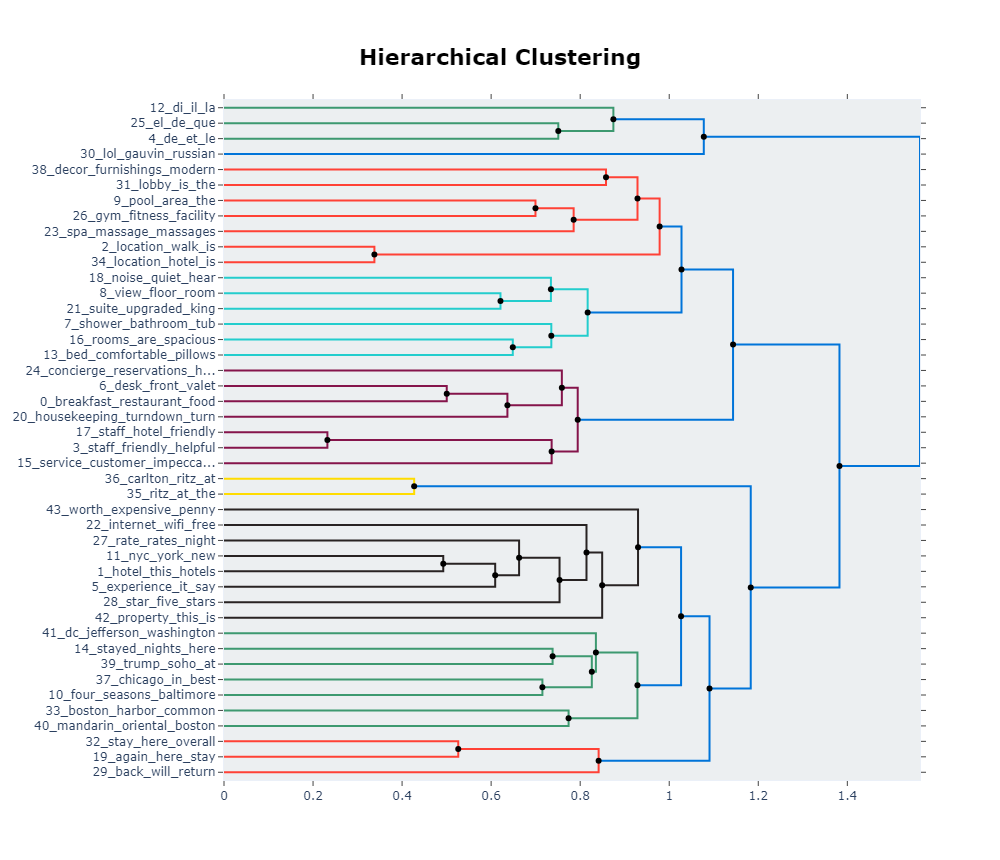 Hierarchical Clustering
12_di_il_la
25_el_de_que
4_de_et_le
30_lol_gauvin_russian
38_decor_furnishings_modern
31_lobby_is_the
9_pool_area_the
26_gym_fitness_facility
23_spa_massage_massages
2_location_walk_is
34_location_hotel_is
18_noise_quiet_hear
8_view_floor_room
21_suite_upgraded_king
7_shower_bathroom_tub
16_rooms_are_spacious
13_bed_comfortable_pillows
24_concierge_reservations_h...
6_desk_front_valet
0_breakfast_restaurant_food
20_housekeeping_turndown_turn
17_staff_hotel_friendly
3_staff_friendly_helpful
15_service_customer_impecca...
36_carlton_ritz_at
35_ritz_at_the
43_worth_expensive_penny
22_internet_wifi_free
27_rate_rates_night
11_nyc_york_new
1_hotel_this_hotels
5_experience_it_say
28_star_five_stars
42_property_this_is
41_dc_jefferson_washington
14_stayed_nights_here
39_trump_soho_at
37_chicago_in_best
10_four_seasons_baltimore
33_boston_harbor_common
40_mandarin_oriental_boston
32_stay_here_overall
19_again_here_stay
29_back_will_return
0 0.2 0.4 0.6 0.8 1 1.2 1.4